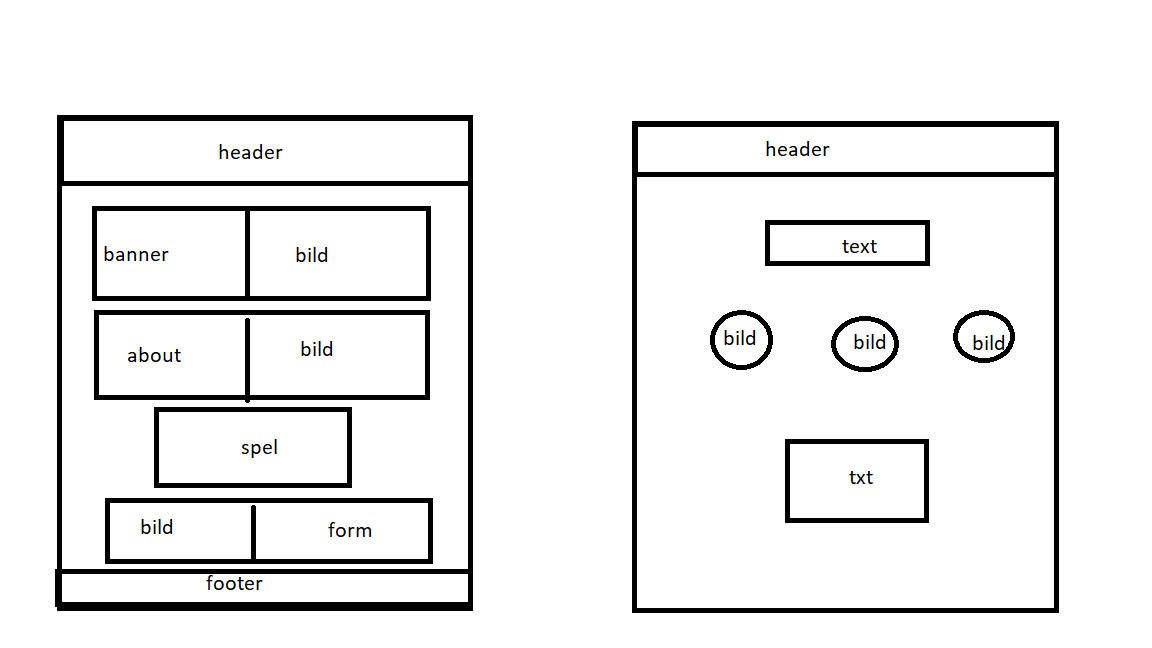 header
banner
bild
about
bild
spel
bild
form
footer
header
text
bild
bild
bild
txt